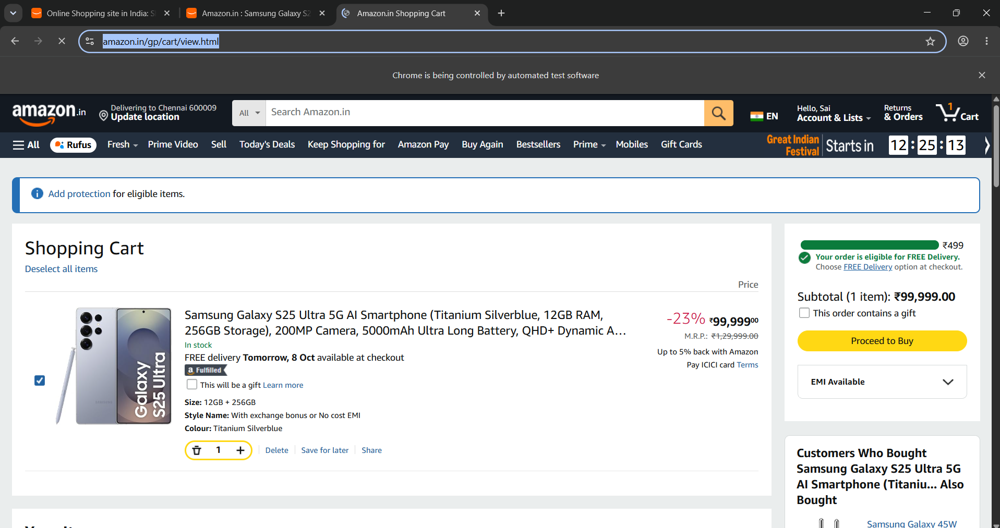 Online Shopping site in India: S
Amazon.in : Samsung Galaxy S2
Amazon.in Shopping Cart
amazon.in/gp/cart/view.html
Chrome is being controlled by automated test software
amazon.in
Delivering to Chennai 600009
Update location
All
Search Amazon.in
EN
Hello, Sai
Account & Lists
Returns
& Orders
1
Cart
All
Rufus
Fresh
Prime Video
Sell
Today's Deals
Keep Shopping for
Amazon Pay
Buy Again
Bestsellers
Prime
Mobiles
Gift Cards
Great Indian
Festival
Starts in
12 : 25 : 13
Add protection for eligible items.
Shopping Cart
Deselect all items
Price
Galaxy
S25 Ultra
SAMSUNG
Samsung Galaxy S25 Ultra 5G AI Smartphone (Titanium Silverblue, 12GB RAM,
256GB Storage), 200MP Camera, 5000mAh Ultra Long Battery, QHD+ Dynamic A…
In stock
FREE delivery Tomorrow, 8 Oct available at checkout
a Fulfilled
This will be a gift Learn more
Size: 12GB + 256GB
Style Name: With exchange bonus or No cost EMI
Colour: Titanium Silverblue
1
Delete
Save for later
Share
-23% ₹99,999.00
M.R.P.: ₹1,29,999.00
Up to 5% back with Amazon
Pay ICICI card Terms
₹499
Your order is eligible for FREE Delivery.
Choose FREE Delivery option at checkout.
Subtotal (1 item): ₹99,999.00
This order contains a gift
Proceed to Buy
EMI Available
Customers Who Bought
Samsung Galaxy S25 Ultra 5G
AI Smartphone (Titaniu... Also
Bought
Samsung Galaxy 45W